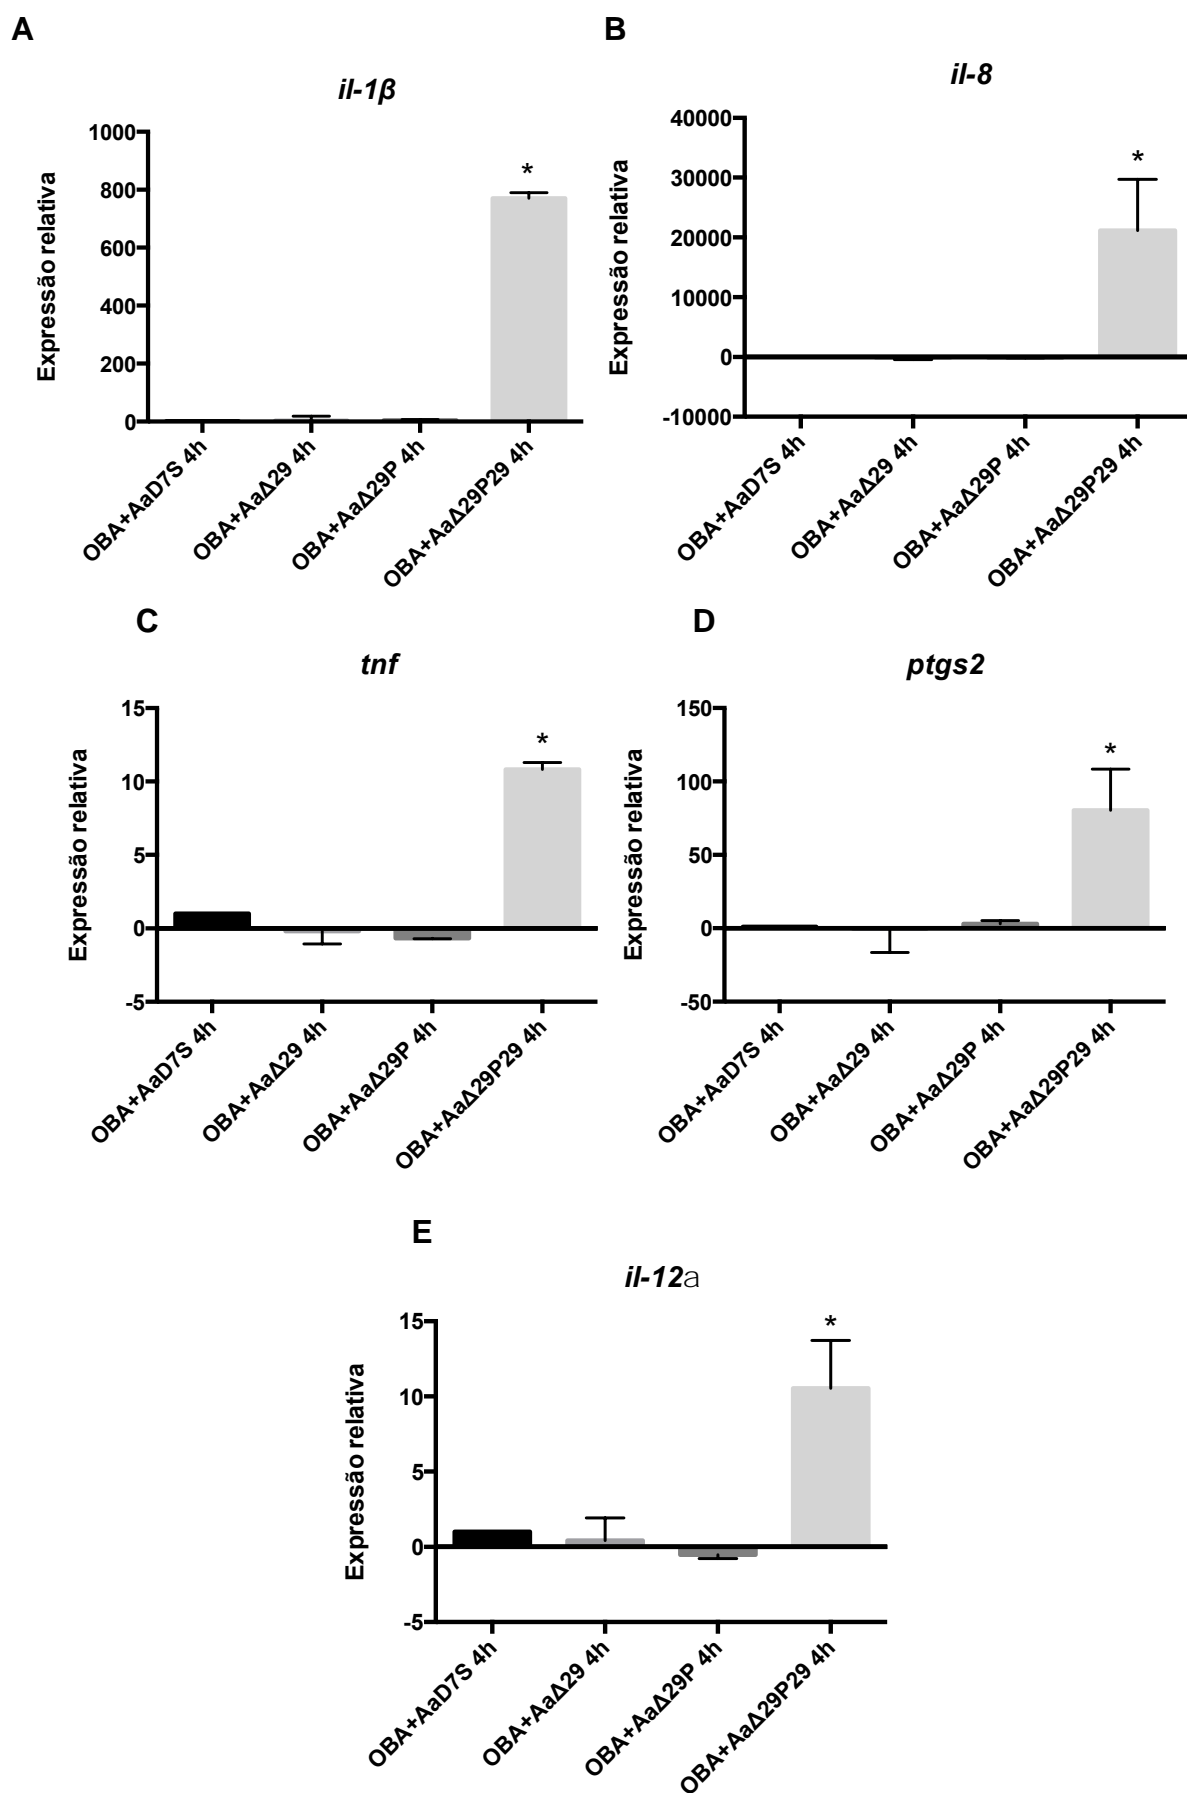 A
il-1β
Expressão relativa
1000
800
600
400
200
0
*
OBA+AaD7S 4h
OBA+AaΔ29 4h
OBA+AaΔ29P 4h
OBA+AaΔ29P29 4h
B
il-8
Expressão relativa
40000
30000
20000
10000
0
-10000
*
OBA+AaD7S 4h
OBA+AaΔ29 4h
OBA+AaΔ29P 4h
OBA+AaΔ29P29 4h
C
tnf
Expressão relativa
15
10
5
0
-5
*
OBA+AaD7S 4h
OBA+AaΔ29 4h
OBA+AaΔ29P 4h
OBA+AaΔ29P29 4h
D
ptgs2
Expressão relativa
150
100
50
0
-50
*
OBA+AaD7S 4h
OBA+AaΔ29 4h
OBA+AaΔ29P 4h
OBA+AaΔ29P29 4h
E
il-12a
Expressão relativa
15
10
5
0
-5
*
OBA+AaD7S 4h
OBA+AaΔ29 4h
OBA+AaΔ29P 4h
OBA+AaΔ29P29 4h